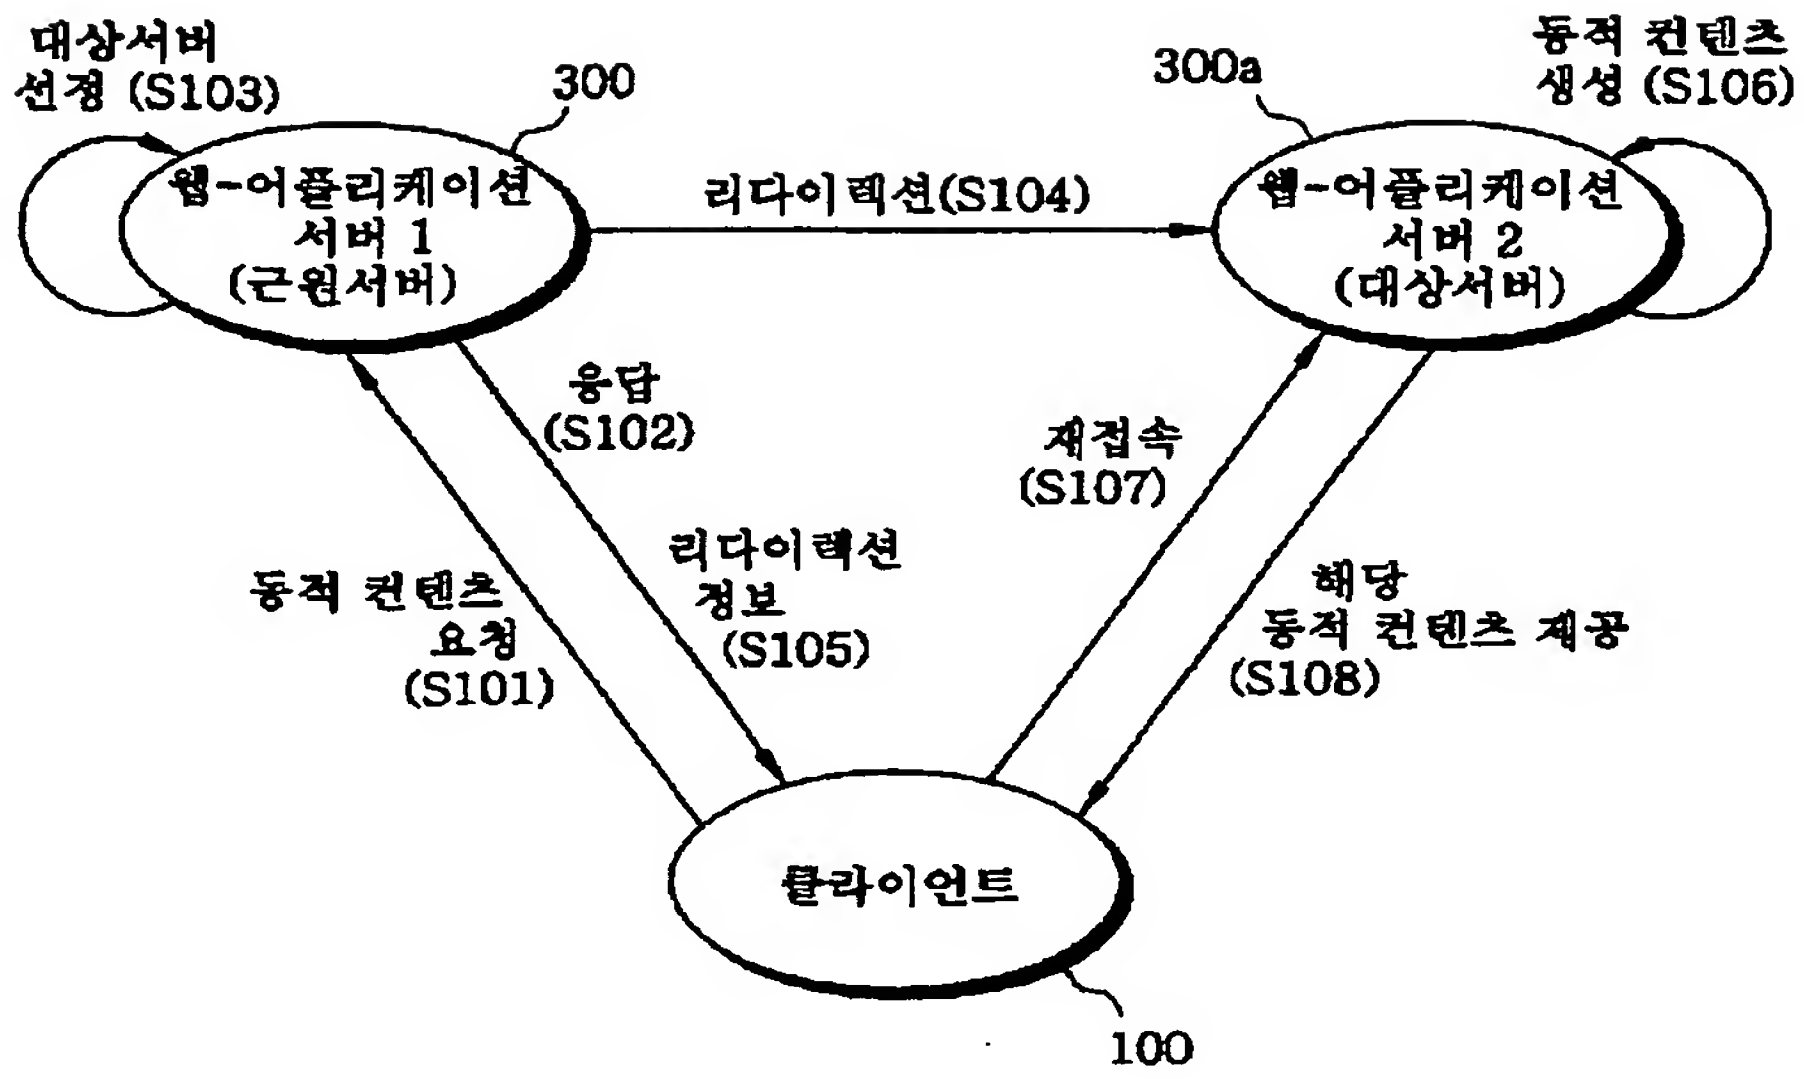 대상서버
선정 (S103)
300
300a
동적 컨텐츠
생성 (S106)
웹-어플리케이션
서버 1
(근원서버)
리다이렉션(S104)
웹-어플리케이션
서버 2
(대상서버)
응답
(S102)
재접속
(S107)
리다이렉션
정보
(S105)
동적 컨텐츠
요청
(S101)
해당
동적 컨텐츠 제공
(S108)
클라이언트
100